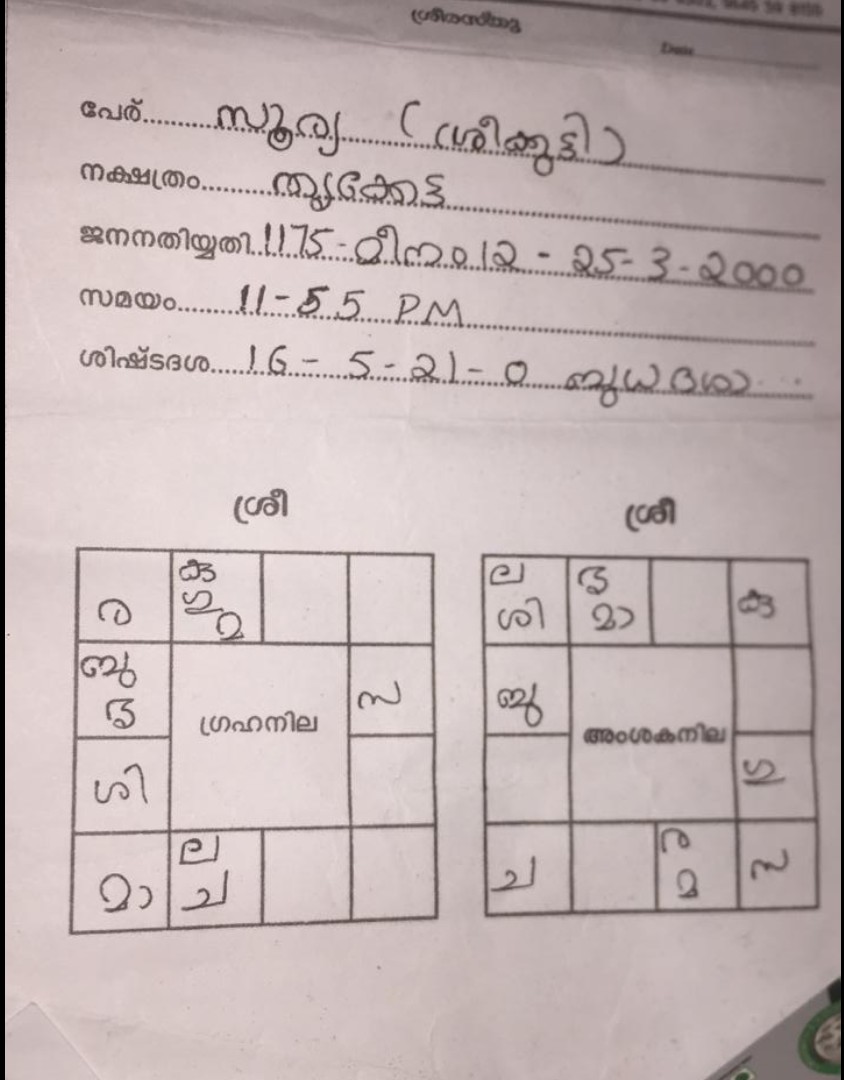 ശ്രീരസ്തു
Date
പേര്......സൂര്യ (ശ്രീക്കുട്ടി)
നക്ഷത്രം......തൃക്കേട്ട
ജനനതിയ്യതി.1175-മീനം 12 - 25-3-2000
സമയം......11-55 PM
ശിഷ്ടദശ....16 - 5-21-0 ബുധദശ
ശ്രീ ശ്രീ
ര കു ഗു മ
ബു ശു
സ
ശി
മാ ല ച
ഗ്രഹനില
ല ശി ശു മാ കു
ബു
ഗു
ച ര മ സ
അംശകനില